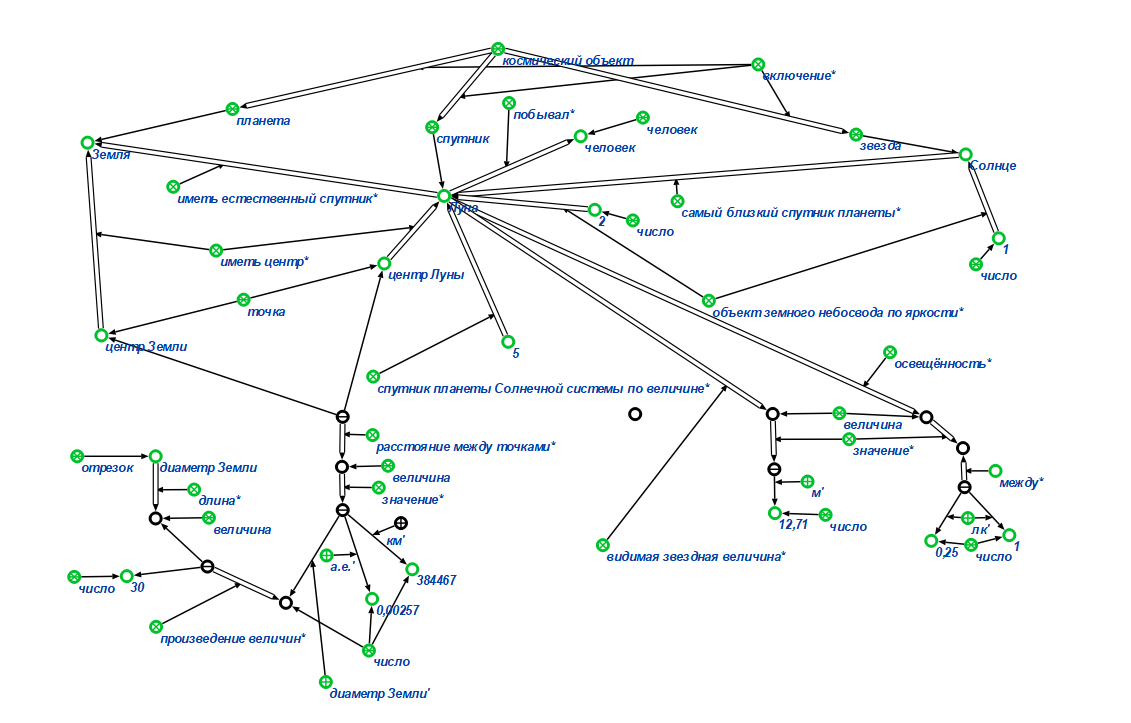 космический объект
включение*
планета
побывал*
человек
спутник
человек
звезда
Земля
Солнце
иметь естественный спутник*
Луна
2
самый близкий спутник планеты*
число
1
иметь центр*
центр Луны
число
точка
объект земного небосвода по яркости*
центр Земли
5
освещённость*
спутник планеты Солнечной системы по величине*
величина
расстояние между точками*
значение*
отрезок
диаметр Земли
величина
между*
длина*
значение*
м'
величина
12,71
число
лк'
км'
0,25
число
1
а.е.'
видимая звездная величина*
384467
число
30
0,00257
произведение величин*
число
диаметр Земли'